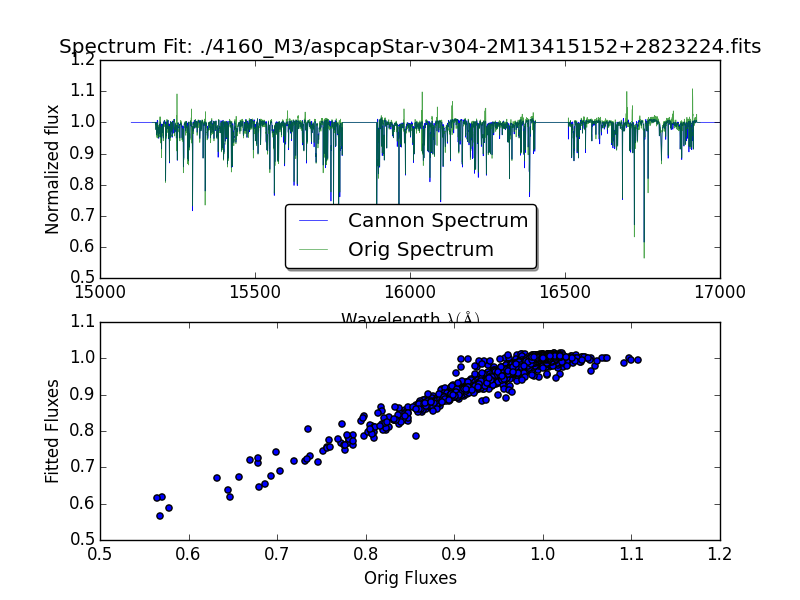 Spectrum Fit: ./4160_M3/aspcapStar-v304-2M13415152+2823224.fits
1.2
1.1
1.0
0.9
0.8
0.7
0.6
0.5
Normalized flux
Cannon Spectrum
Orig Spectrum
15000 15500 16000 16500 17000
Wavelength λ(Å)
1.1
1.0
0.9
0.8
0.7
0.6
0.5
Fitted Fluxes
0.5 0.6 0.7 0.8 0.9 1.0 1.1 1.2
Orig Fluxes